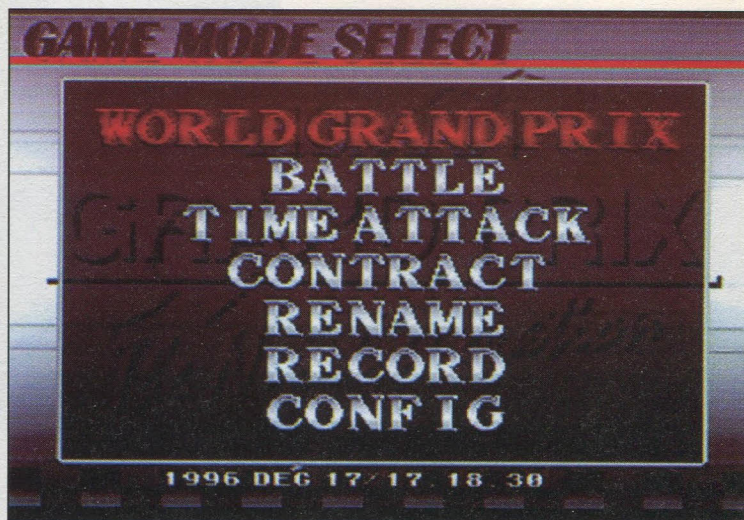 GAME MODE SELECT
WORLD GRAND PRIX
BATTLE
TIME ATTACK
CONTRACT
RENAME
RECORD
CONFIG
1996 DEC 17/17.18.30